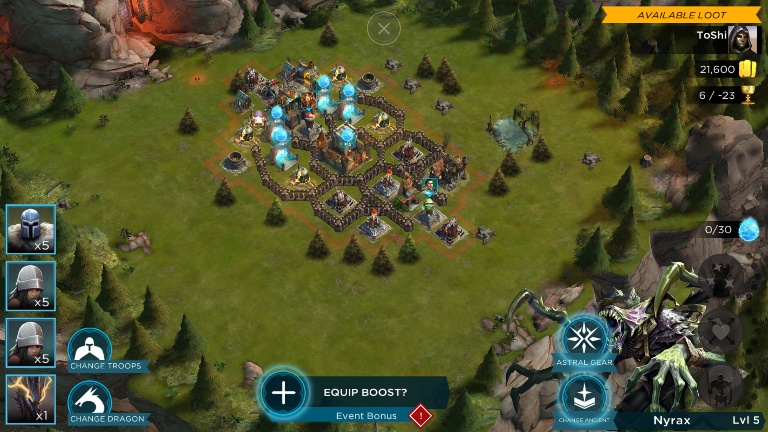 AVAILABLE LOOT
ToShi
21,600
6 / -23
0/30
x5
x5
x5
x1
CHANGE TROOPS
CHANGE DRAGON
EQUIP BOOST?
Event Bonus
ASTRAL GEAR
CHANGE ANCIENT
Nyrax Lvl 5